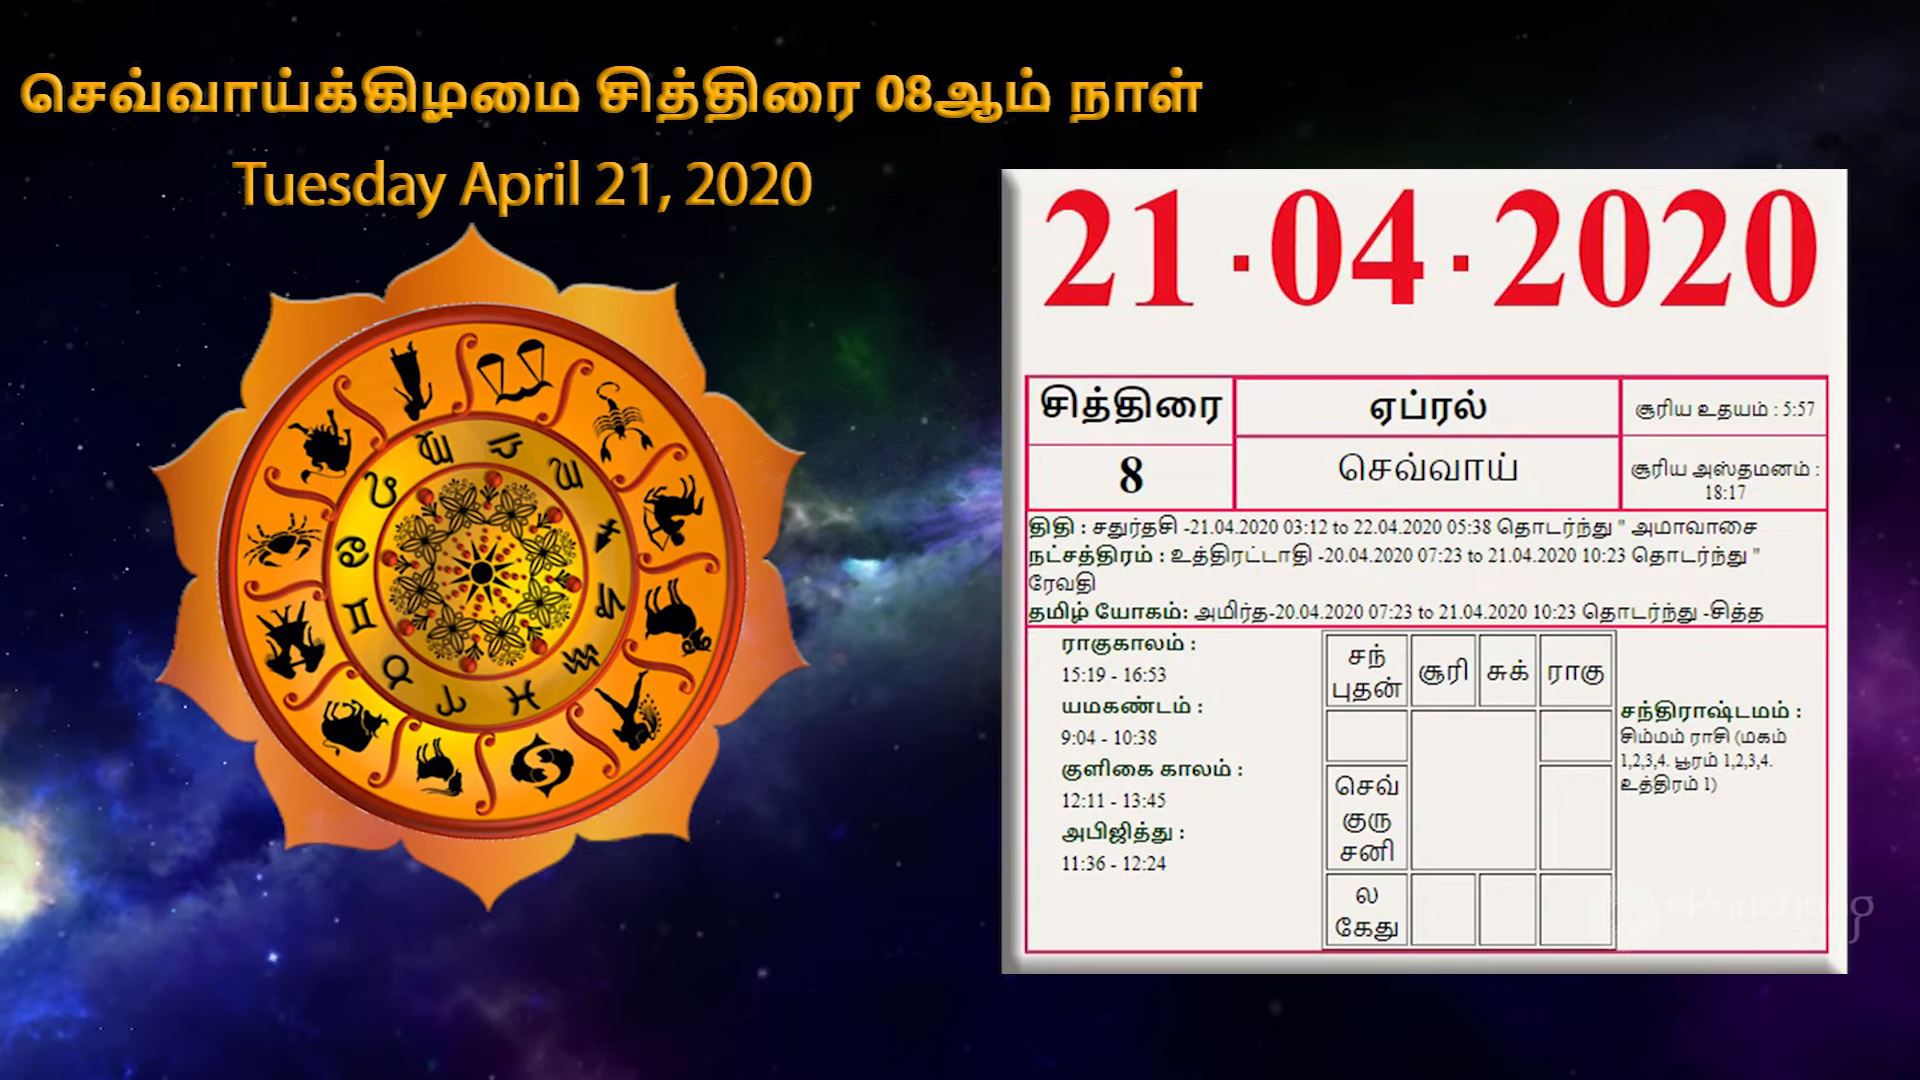 செவ்வாய்க்கிழமை சித்திரை 08ஆம் நாள்
Tuesday April 21, 2020
21.04.2020
சித்திரை
ஏப்ரல்
சூரிய உதயம் : 5:57
8
செவ்வாய்
சூரிய அஸ்தமனம் :
18:17
திதி : சதுர்தசி -21.04.2020 03:12 to 22.04.2020 05:38 தொடர்ந்து " அமாவாசை
நட்சத்திரம் : உத்திரட்டாதி -20.04.2020 07:23 to 21.04.2020 10:23 தொடர்ந்து "
ரேவதி
தமிழ் யோகம்: அமிர்த-20.04.2020 07:23 to 21.04.2020 10:23 தொடர்ந்து -சித்த
ராகுகாலம் :
15:19 - 16:53
யமகண்டம் :
9:04 - 10:38
குளிகை காலம் :
12:11 - 13:45
அபிஜித்து :
11:36 - 12:24
சந்
புதன்
சூரி
சுக்
ராகு
செவ்
குரு
சனி
ல
கேது
சந்திராஷ்டமம் :
சிம்மம் ராசி (மகம்
1,2,3,4. பூரம் 1,2,3,4.
உத்திரம் 1)
ePanchang